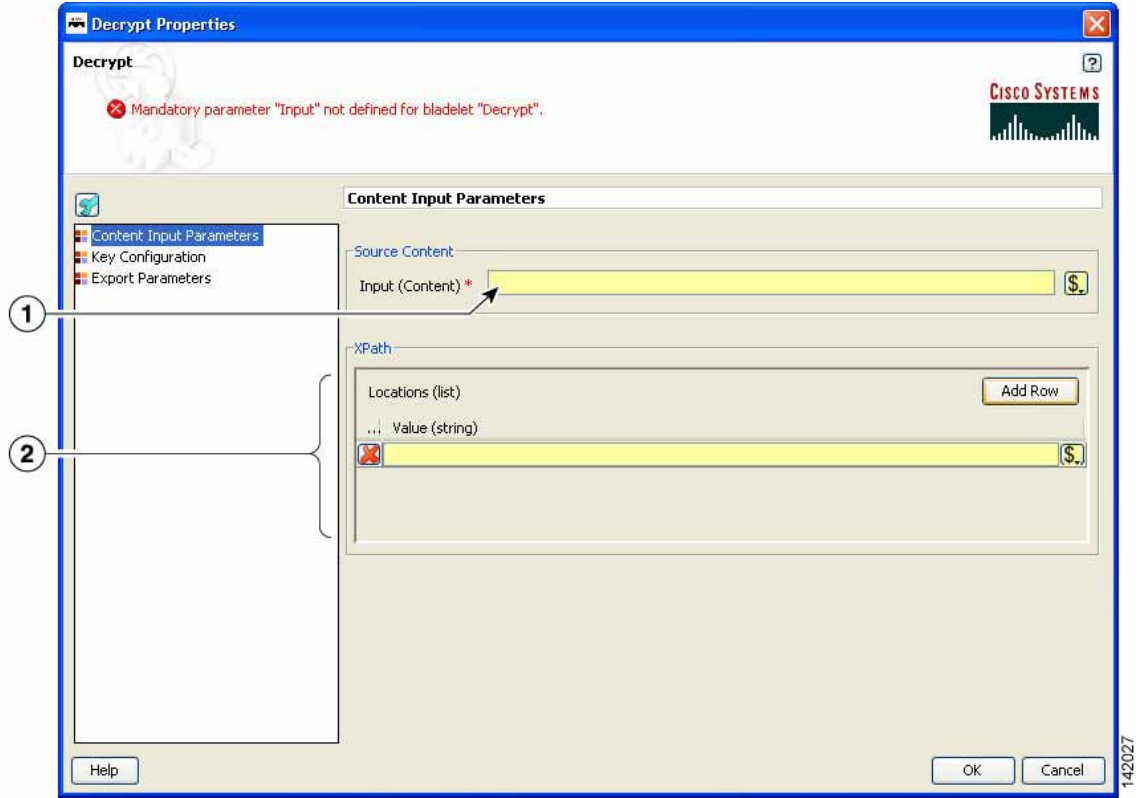 Decrypt Properties
Decrypt
?
Mandatory parameter "Input" not defined for bladelet "Decrypt".
CISCO SYSTEMS
Content Input Parameters
Content Input Parameters
Key Configuration
Export Parameters
Source Content
Input (Content) *
$
1
XPath
Locations (list)
Add Row
... Value (string)
$
2
Help
OK
Cancel
142027